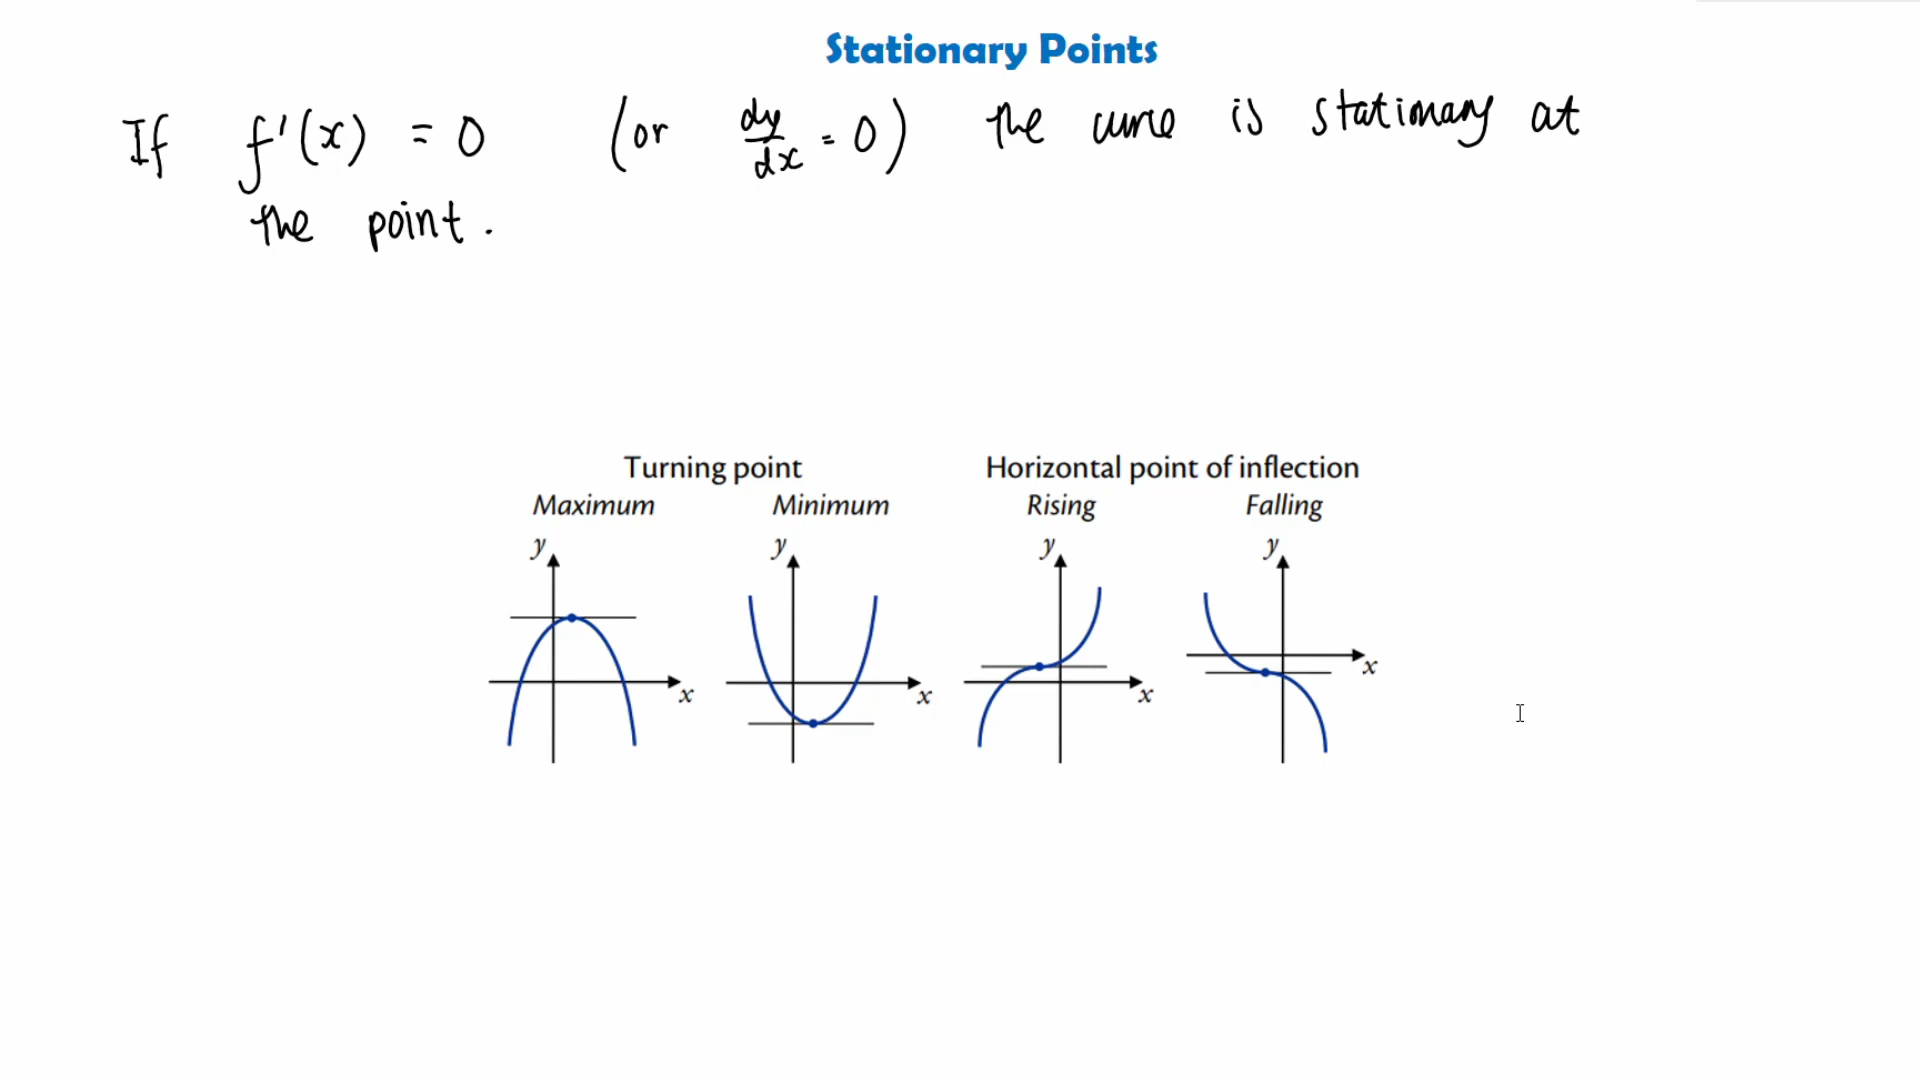 Stationary Points
If f'(x) = 0 (or dy/dx = 0) the curve is stationary at
the point.
Turning point Horizontal point of inflection
Maximum Minimum Rising Falling
y y y y
x x x x